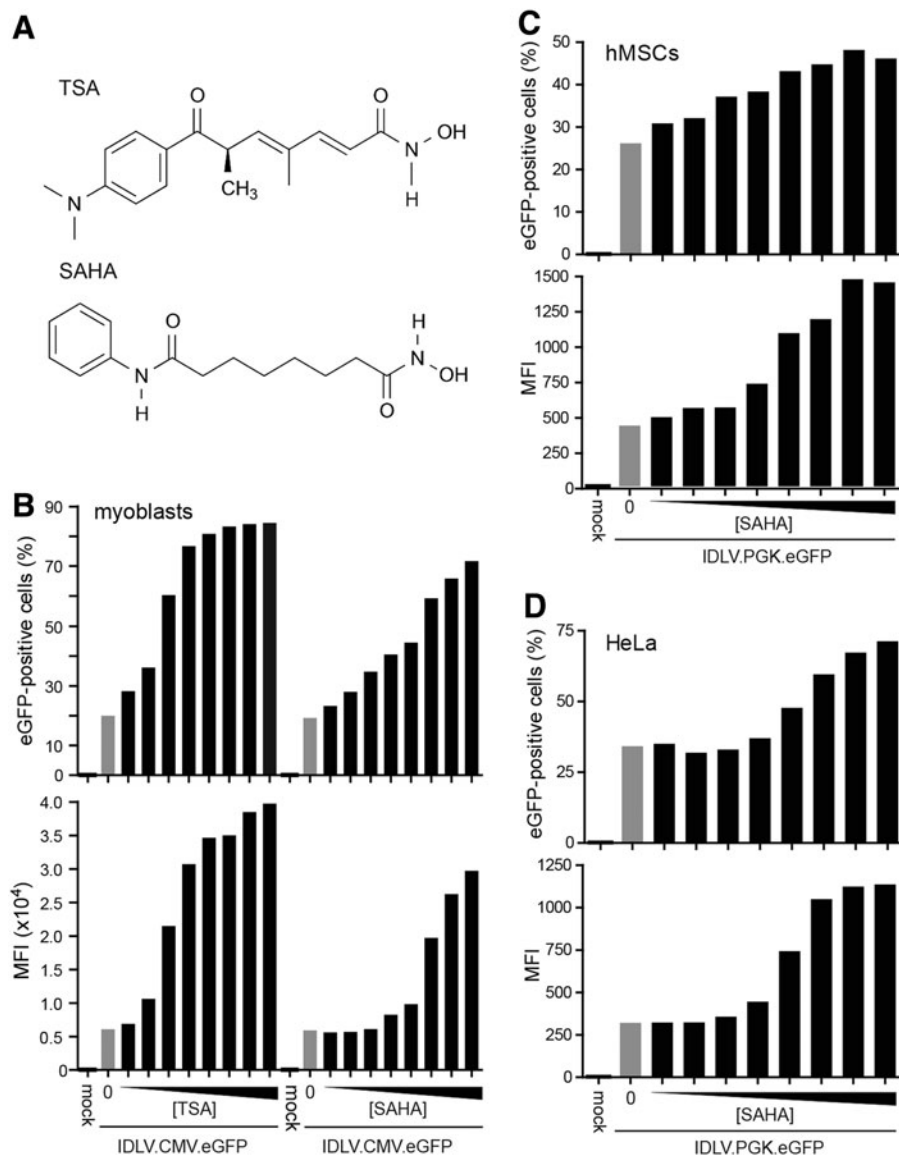 A
TSA
O
O
N
OH
N
H
CH3
SAHA
O
N
H
H
N
OH
O
B
myoblasts
eGFP-positive cells (%)
90
70
50
30
10
0
MFI (x10⁴)
4.0
3.5
3.0
2.5
2.0
1.5
1.0
0.5
0
mock
0
[TSA]
IDLV.CMV.eGFP
mock
0
[SAHA]
IDLV.CMV.eGFP
C
hMSCs
eGFP-positive cells (%)
50
40
30
20
10
0
MFI
1500
1250
1000
750
500
250
0
mock
0
[SAHA]
IDLV.PGK.eGFP
D
HeLa
eGFP-positive cells (%)
75
50
25
0
MFI
1250
1000
750
500
250
0
mock
0
[SAHA]
IDLV.PGK.eGFP